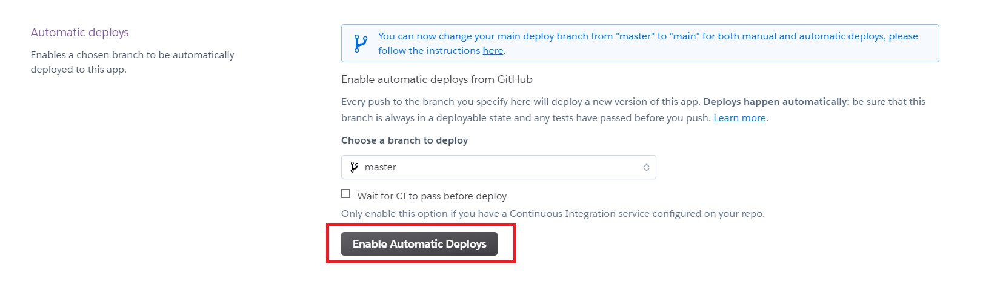 Automatic deploys
Enables a chosen branch to be automatically
deployed to this app.
You can now change your main deploy branch from "master" to "main" for both manual and automatic deploys, please
follow the instructions here.
Enable automatic deploys from GitHub
Every push to the branch you specify here will deploy a new version of this app. Deploys happen automatically: be sure that this
branch is always in a deployable state and any tests have passed before you push. Learn more.
Choose a branch to deploy
master
Wait for CI to pass before deploy
Only enable this option if you have a Continuous Integration service configured on your repo.
Enable Automatic Deploys